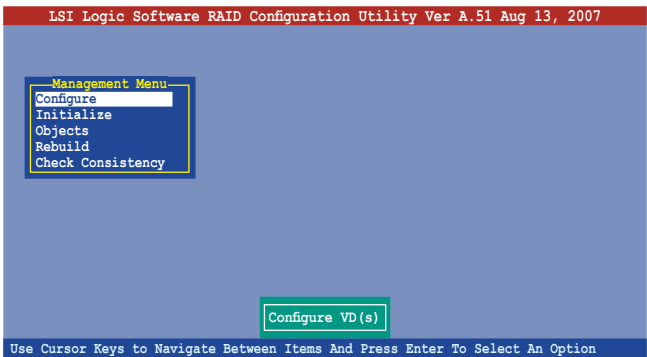 LSI Logic Software RAID Configuration Utility Ver A.51 Aug 13, 2007
Management Menu
Configure
Initialize
Objects
Rebuild
Check Consistency
Configure VD(s)
Use Cursor Keys to Navigate Between Items And Press Enter To Select An Option